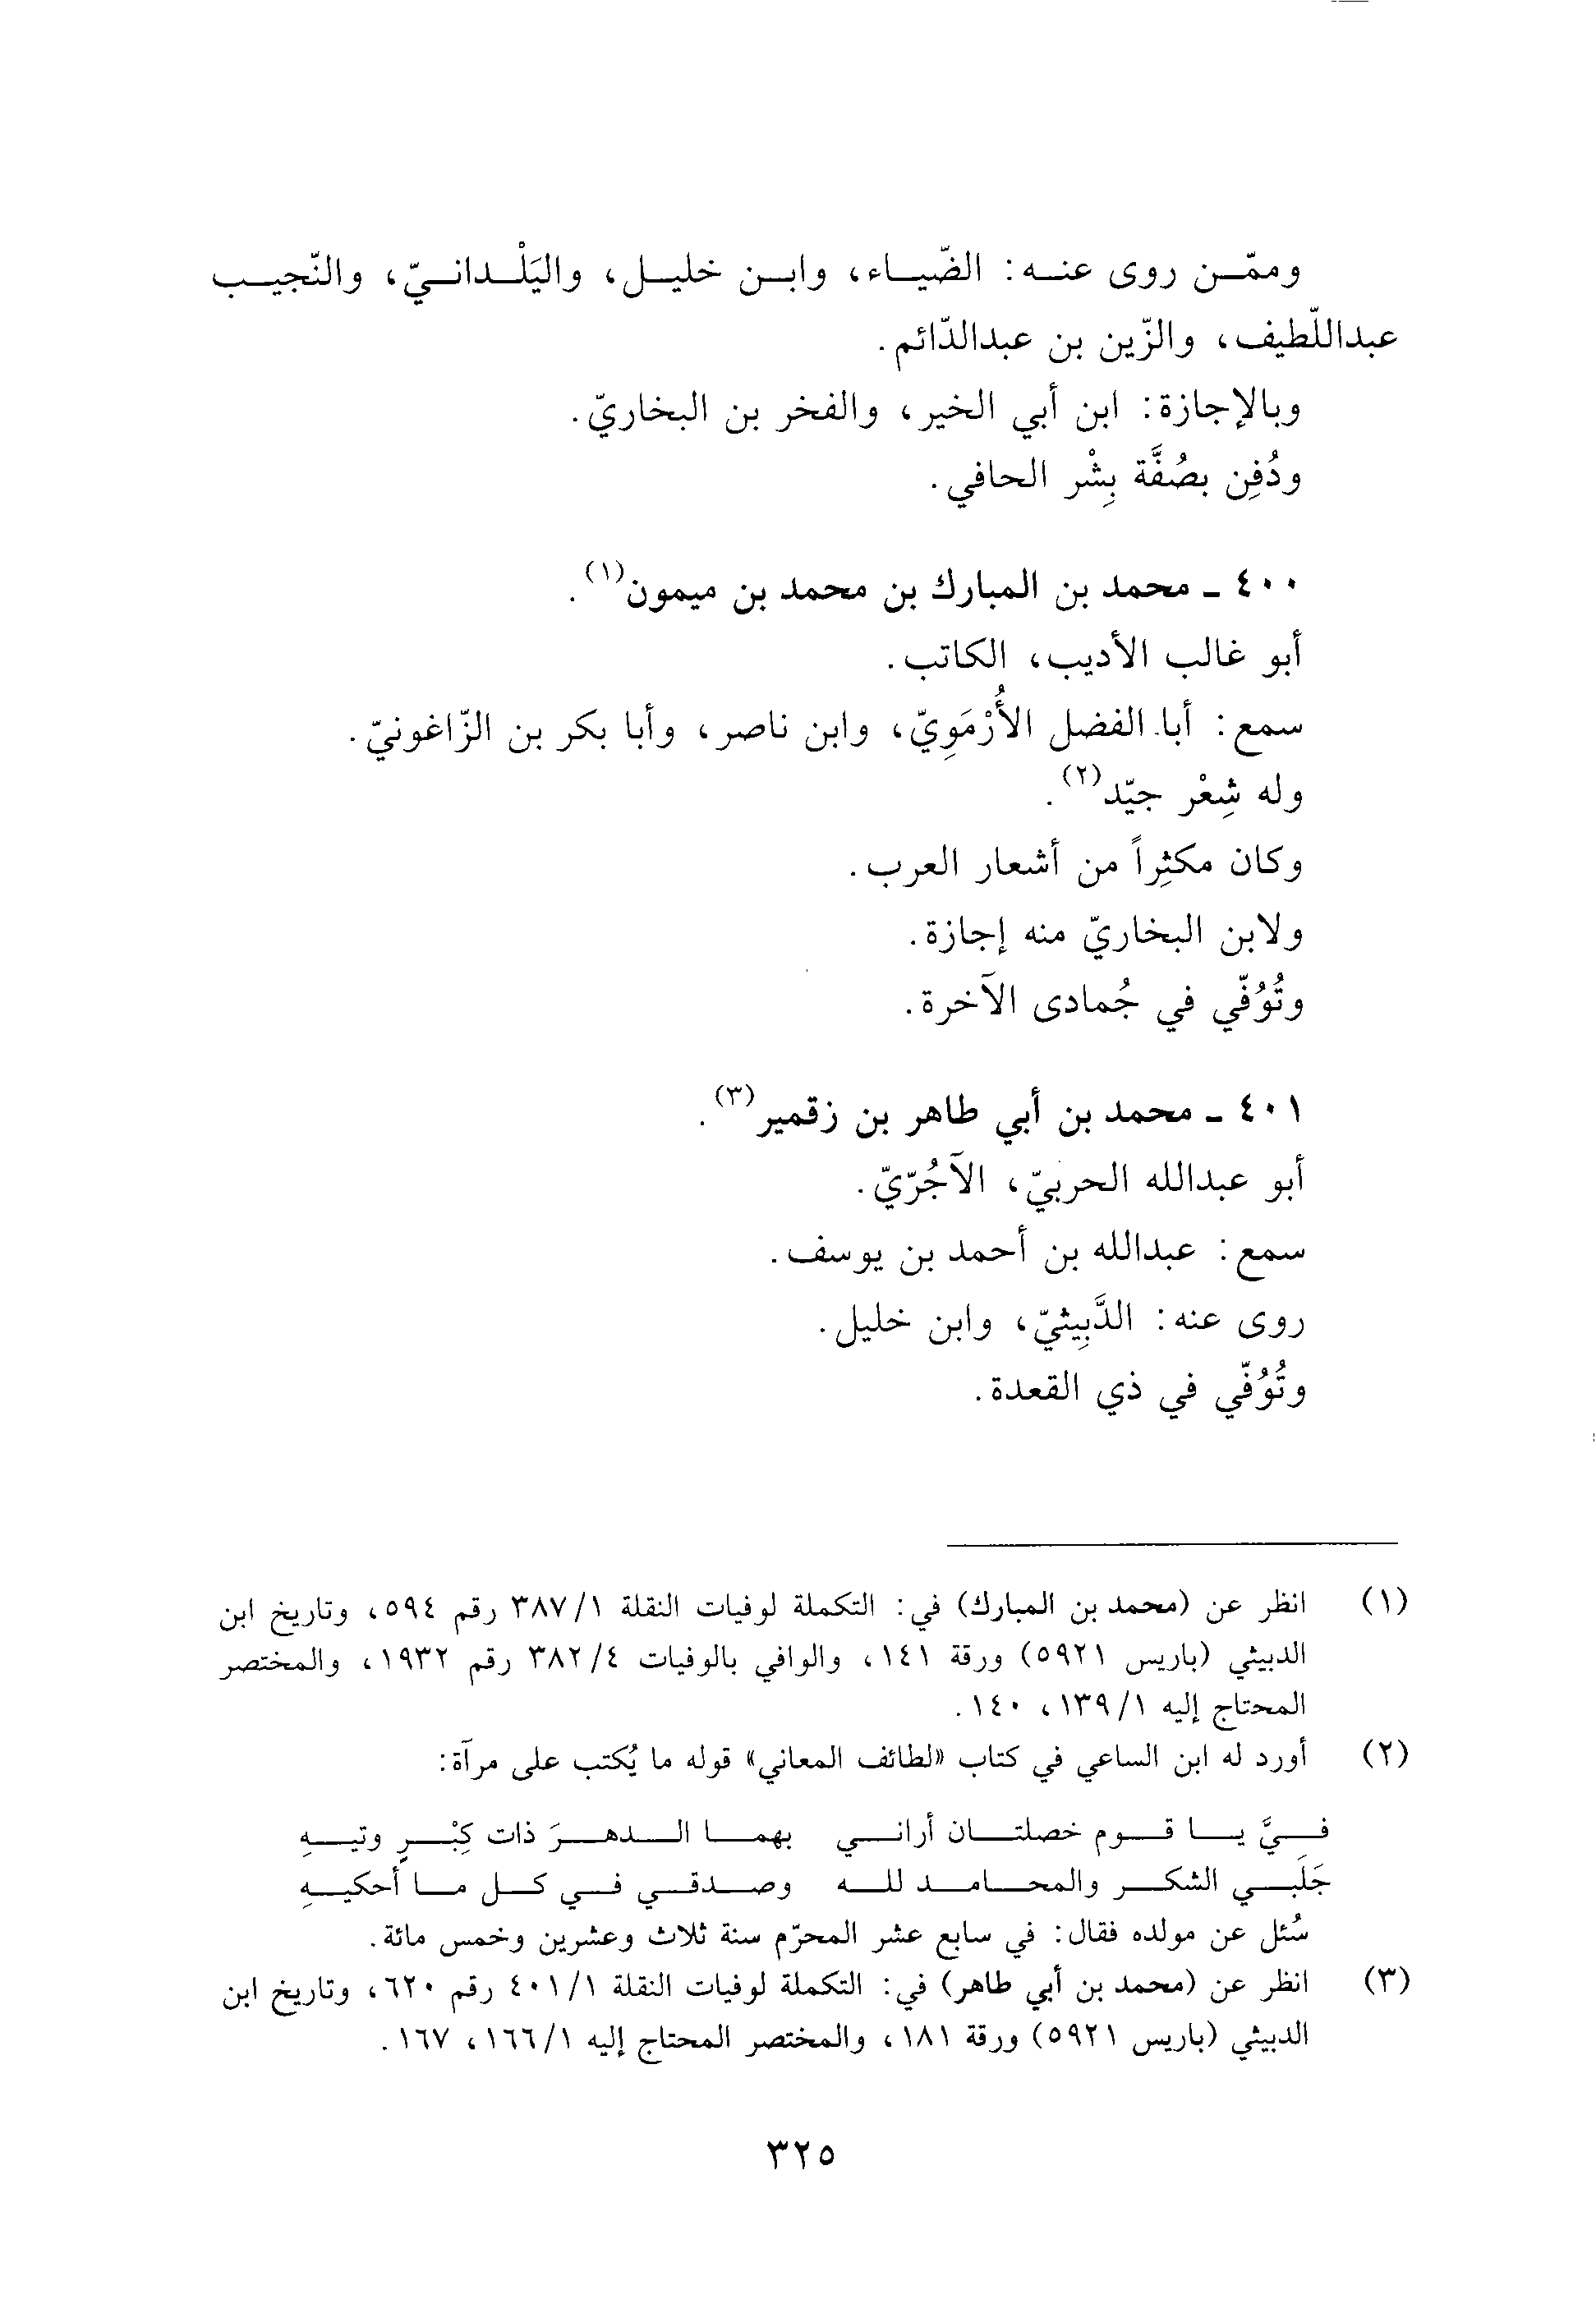 وممّن روى عنه: الضّياء، وابن خليل، واليَلْدانيّ، والنّجيب
عبداللّطيف، والزّين بن عبدالدّائم.
وبالإجازة: ابن أبي الخير، والفخر بن البخاريّ.
ودُفِن بصُفَّة بِشْر الحافي.
٤٠٠ ـ محمد بن المبارك بن محمد بن ميمون(١).
أبو غالب الأديب، الكاتب.
سمع: أبا الفضل الأُرْمَوِيّ، وابن ناصر، وأبا بكر بن الزّاغونيّ.
وله شِعْر جيّد(٢).
وكان مكثِراً من أشعار العرب.
ولابن البخاريّ منه إجازة.
وتُوُفّي في جُمادى الآخرة.
٤٠١ ـ محمد بن أبي طاهر بن زقمير(٣).
أبو عبدالله الحربيّ، الآجُرّيّ.
سمع: عبدالله بن أحمد بن يوسف.
روى عنه: الدَّبِيثيّ، وابن خليل.
وتُوُفّي في ذي القعدة.
(١) انظر عن (محمد بن المبارك) في: التكملة لوفيات النقلة ٣٨٧/١ رقم ٥٩٤، وتاريخ ابن
الدبيثي (باريس ٥٩٢١) ورقة ١٤١، والوافي بالوفيات ٣٨٢/٤ رقم ١٩٣٢، والمختصر
المحتاج إليه ١٣٩/١، ١٤٠.
(٢) أورد له ابن الساعي في كتاب «لطائف المعاني» قوله ما يُكتب على مرآة:
فيَّ يا قوم خصلتان أراني بهما الدهرَ ذات كِبْرٍ وتيهِ
جَلَبي الشكر والمحامد لله وصدقي في كل ما أحكيهِ
سُئل عن مولده فقال: في سابع عشر المحرّم سنة ثلاث وعشرين وخمس مائة.
(٣) انظر عن (محمد بن أبي طاهر) في: التكملة لوفيات النقلة ٤٠١/١ رقم ٦٢٠، وتاريخ ابن
الدبيثي (باريس ٥٩٢١) ورقة ١٨١، والمختصر المحتاج إليه ١٦٦/١، ١٦٧.
٣٢٥